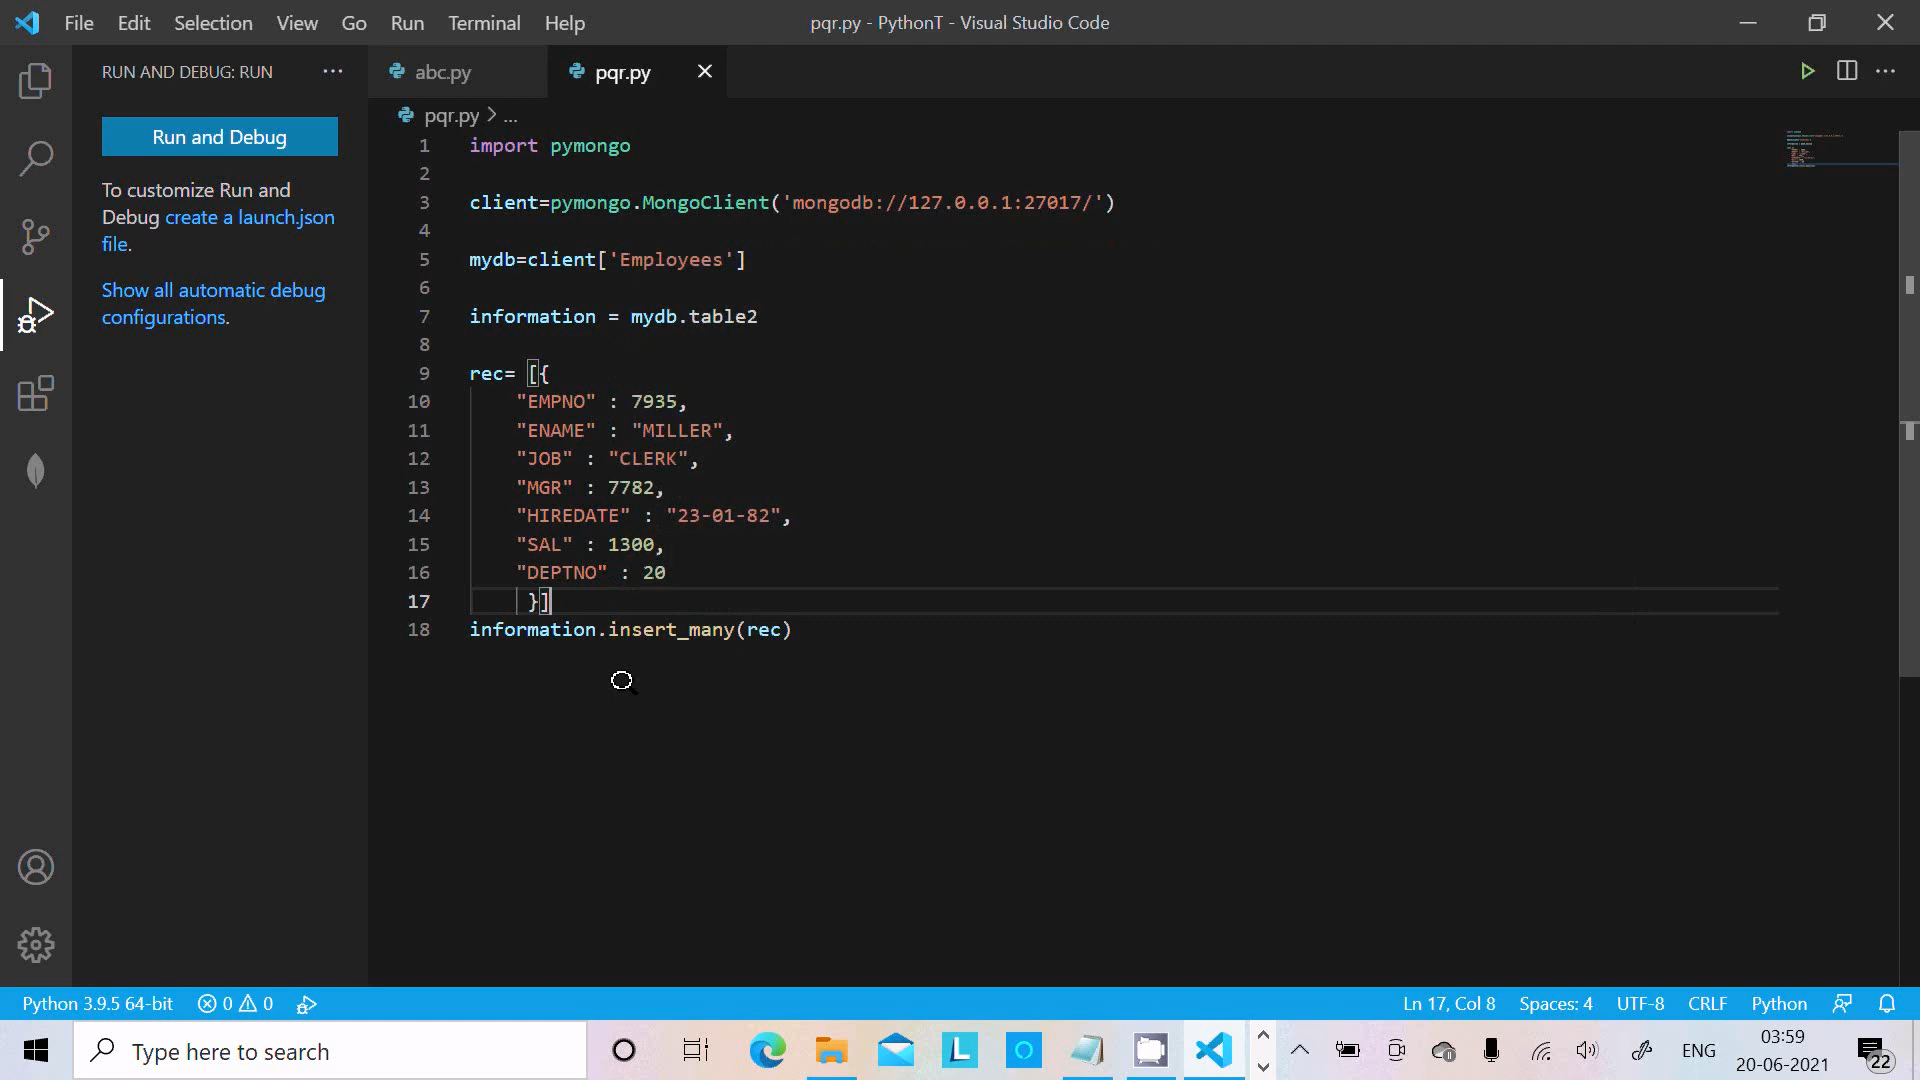 File Edit Selection View Go Run Terminal Help
pqr.py - PythonT - Visual Studio Code
RUN AND DEBUG: RUN
abc.py
pqr.py
Run and Debug
To customize Run and
Debug create a launch.json
file.
Show all automatic debug
configurations.
pqr.py > ...
1 import pymongo
2
3 client=pymongo.MongoClient('mongodb://127.0.0.1:27017/')
4
5 mydb=client['Employees']
6
7 information = mydb.table2
8
9 rec= [{
10 "EMPNO" : 7935,
11 "ENAME" : "MILLER",
12 "JOB" : "CLERK",
13 "MGR" : 7782,
14 "HIREDATE" : "23-01-82",
15 "SAL" : 1300,
16 "DEPTNO" : 20
17 }]
18 information.insert_many(rec)
Python 3.9.5 64-bit 0 0
Ln 17, Col 8 Spaces: 4 UTF-8 CRLF Python
Type here to search
L
O
ENG
03:59
20-06-2021
22